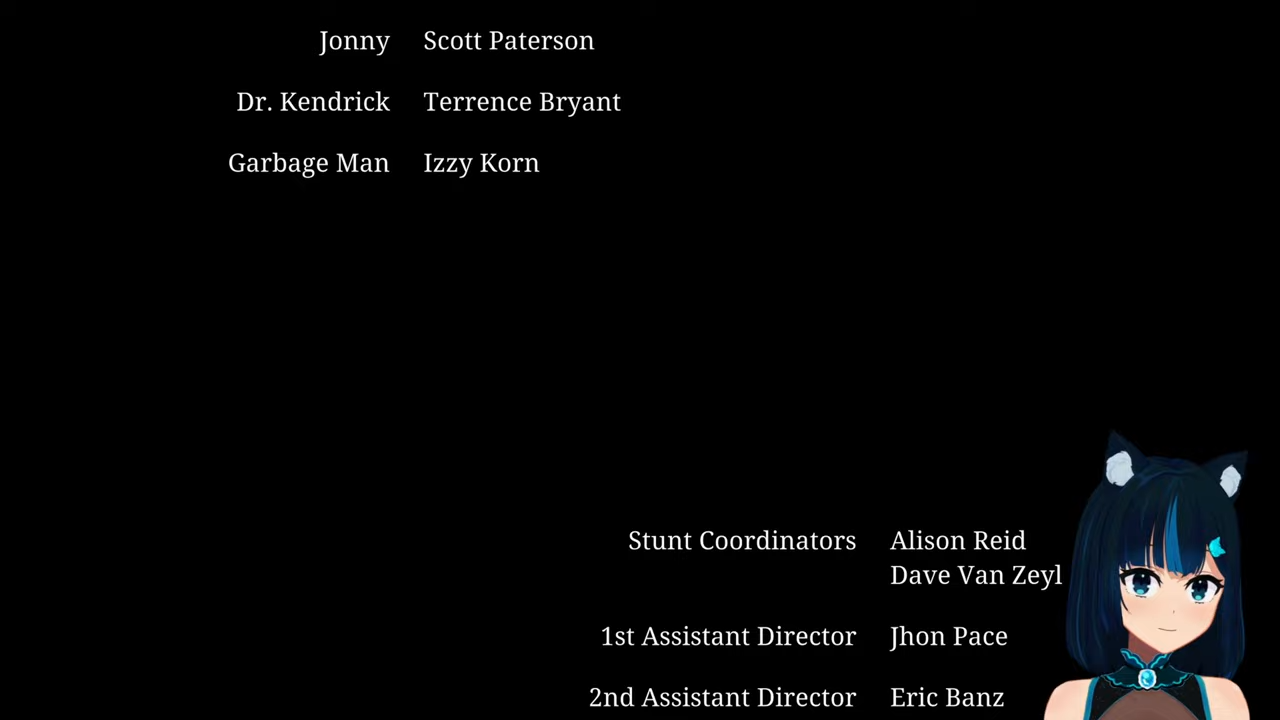 Jonny Scott Paterson
Dr. Kendrick Terrence Bryant
Garbage Man Izzy Korn
Stunt Coordinators Alison Reid
Dave Van Zeyl
1st Assistant Director Jhon Pace
2nd Assistant Director Eric Banz